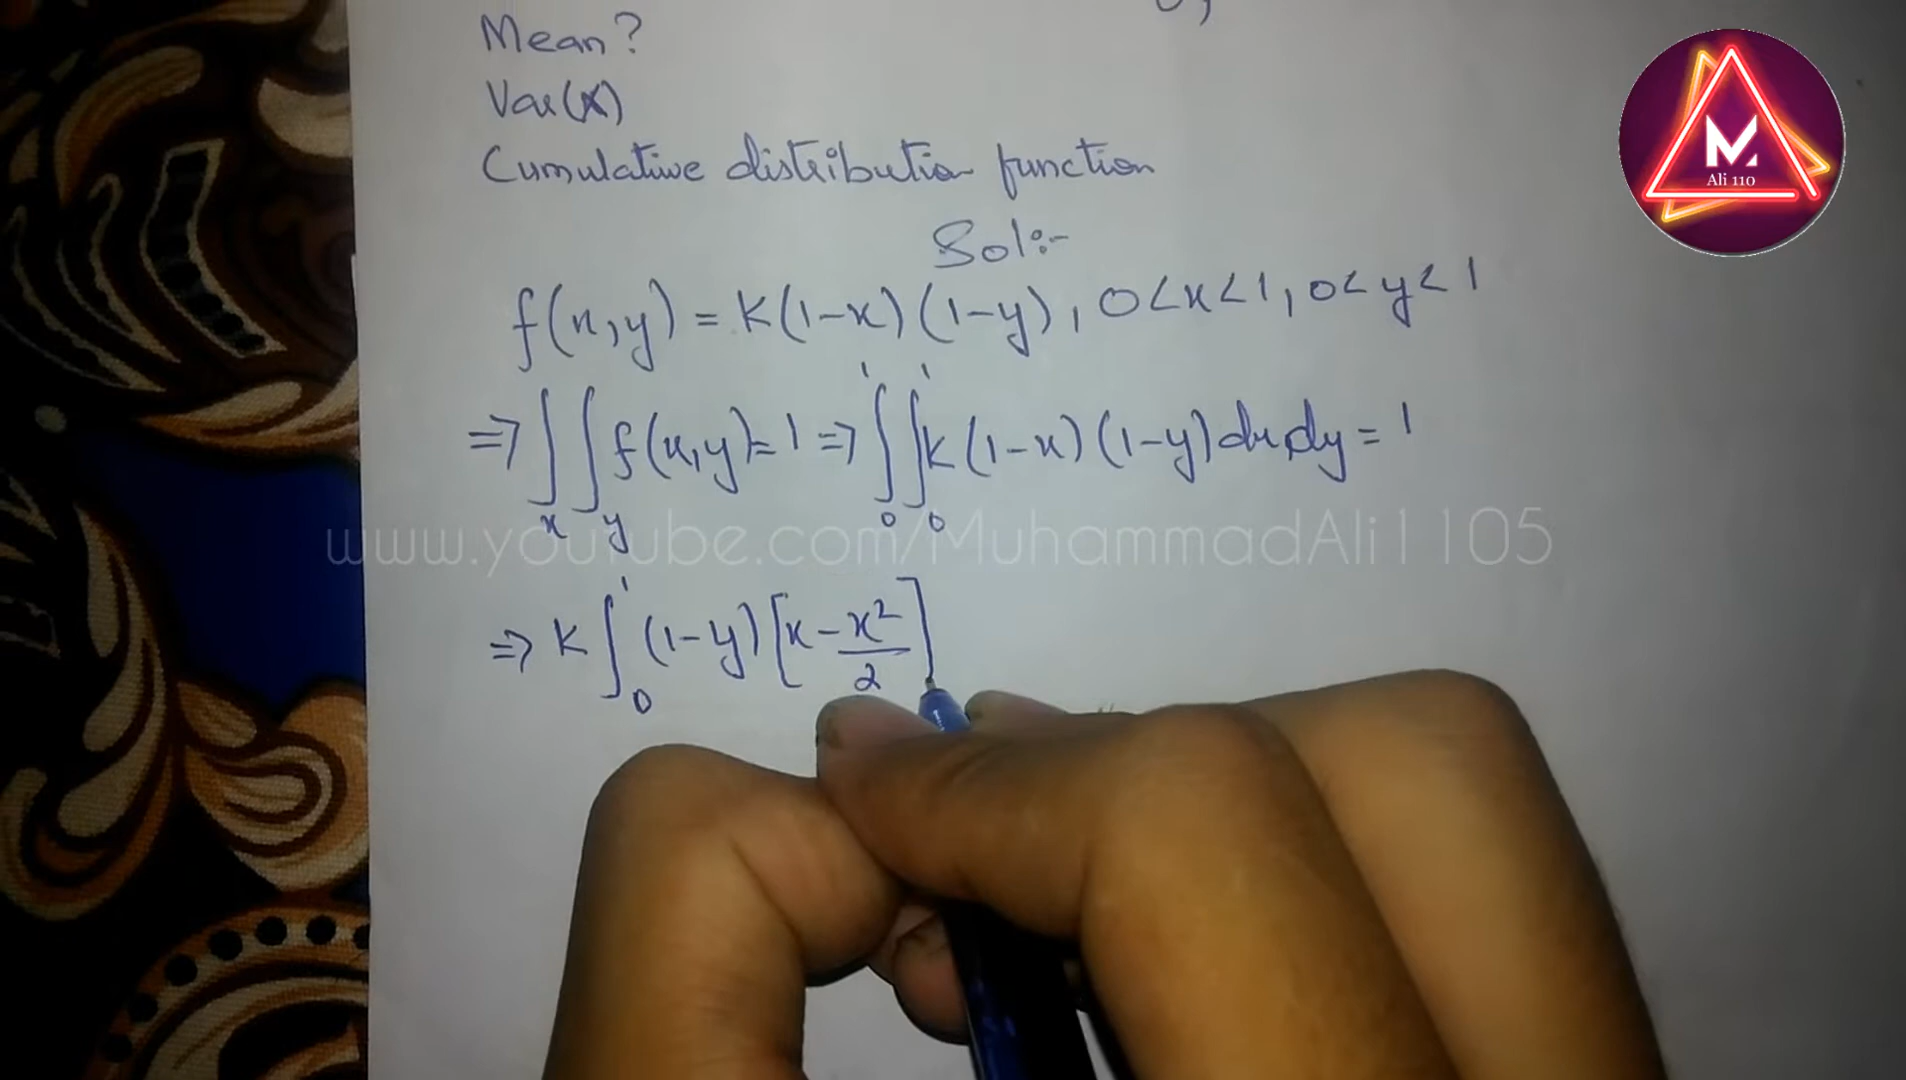 Mean?
Var(X)
Cumulative distribution function
Sol:-
f(x,y) = K(1-x)(1-y), 0<x<1, 0<y<1
=> ∫x ∫y f(x,y) = 1 => ∫₀¹ ∫₀¹ k(1-x)(1-y)dx dy = 1
www.youtube.com/MuhammadAli1105
=> K ∫₀¹ (1-y)[x - x²/2]
M.
Ali 110